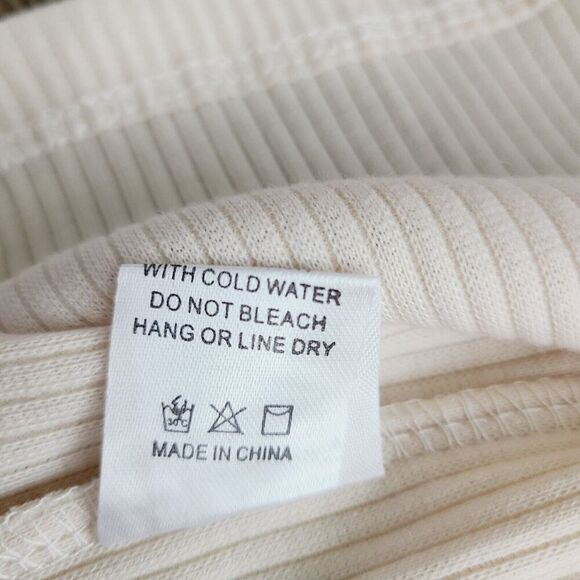 WITH COLD WATER
DO NOT BLEACH
HANG OR LINE DRY
30°C
MADE IN CHINA